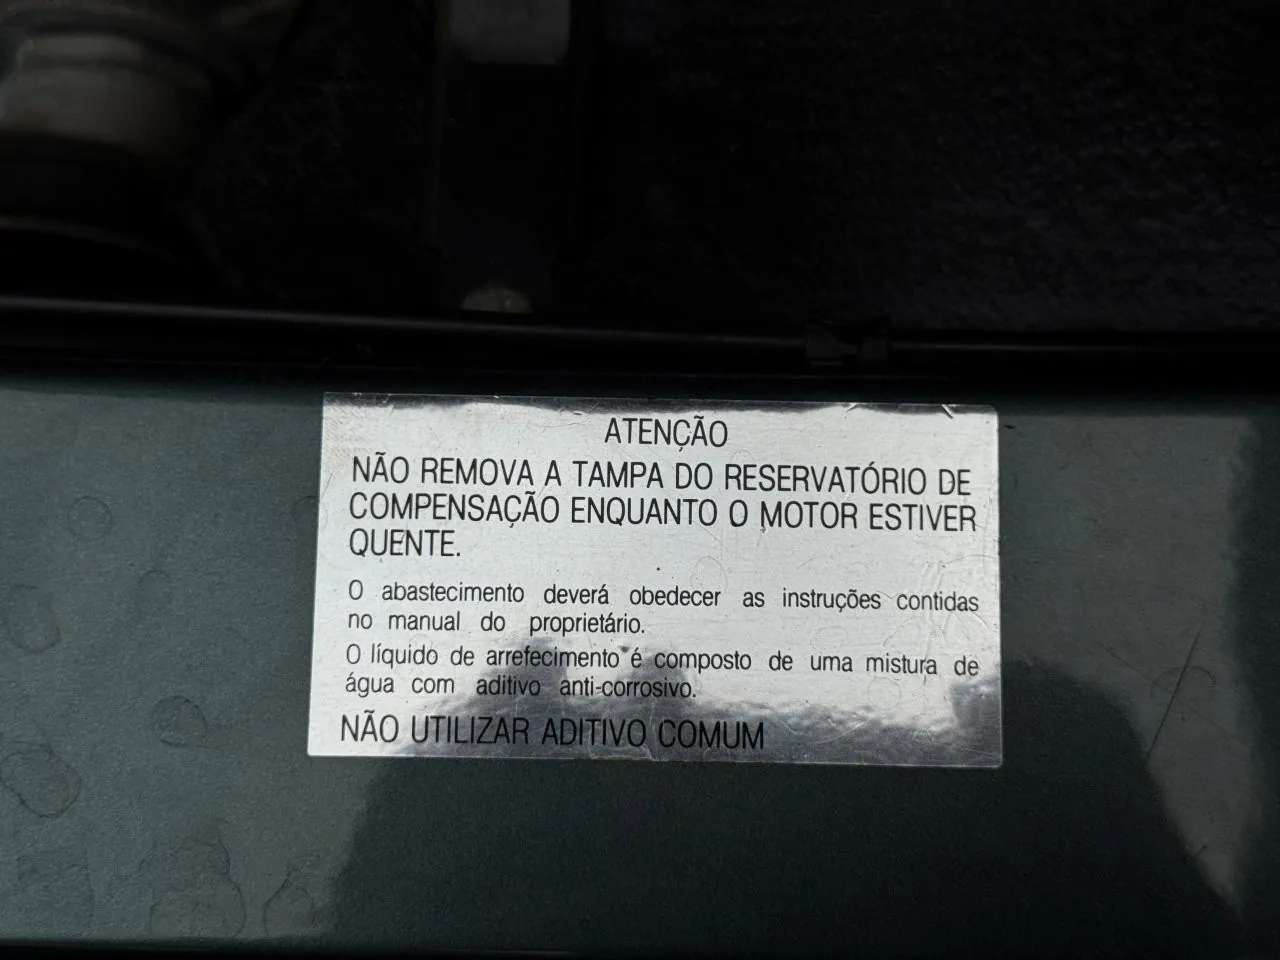 ATENÇÃO
NÃO REMOVA A TAMPA DO RESERVATÓRIO DE
COMPENSAÇÃO ENQUANTO O MOTOR ESTIVER
QUENTE.
O abastecimento deverá obedecer as instruções contidas
no manual do proprietário.
O líquido de arrefecimento é composto de uma mistura de
água com aditivo anti-corrosivo.
NÃO UTILIZAR ADITIVO COMUM